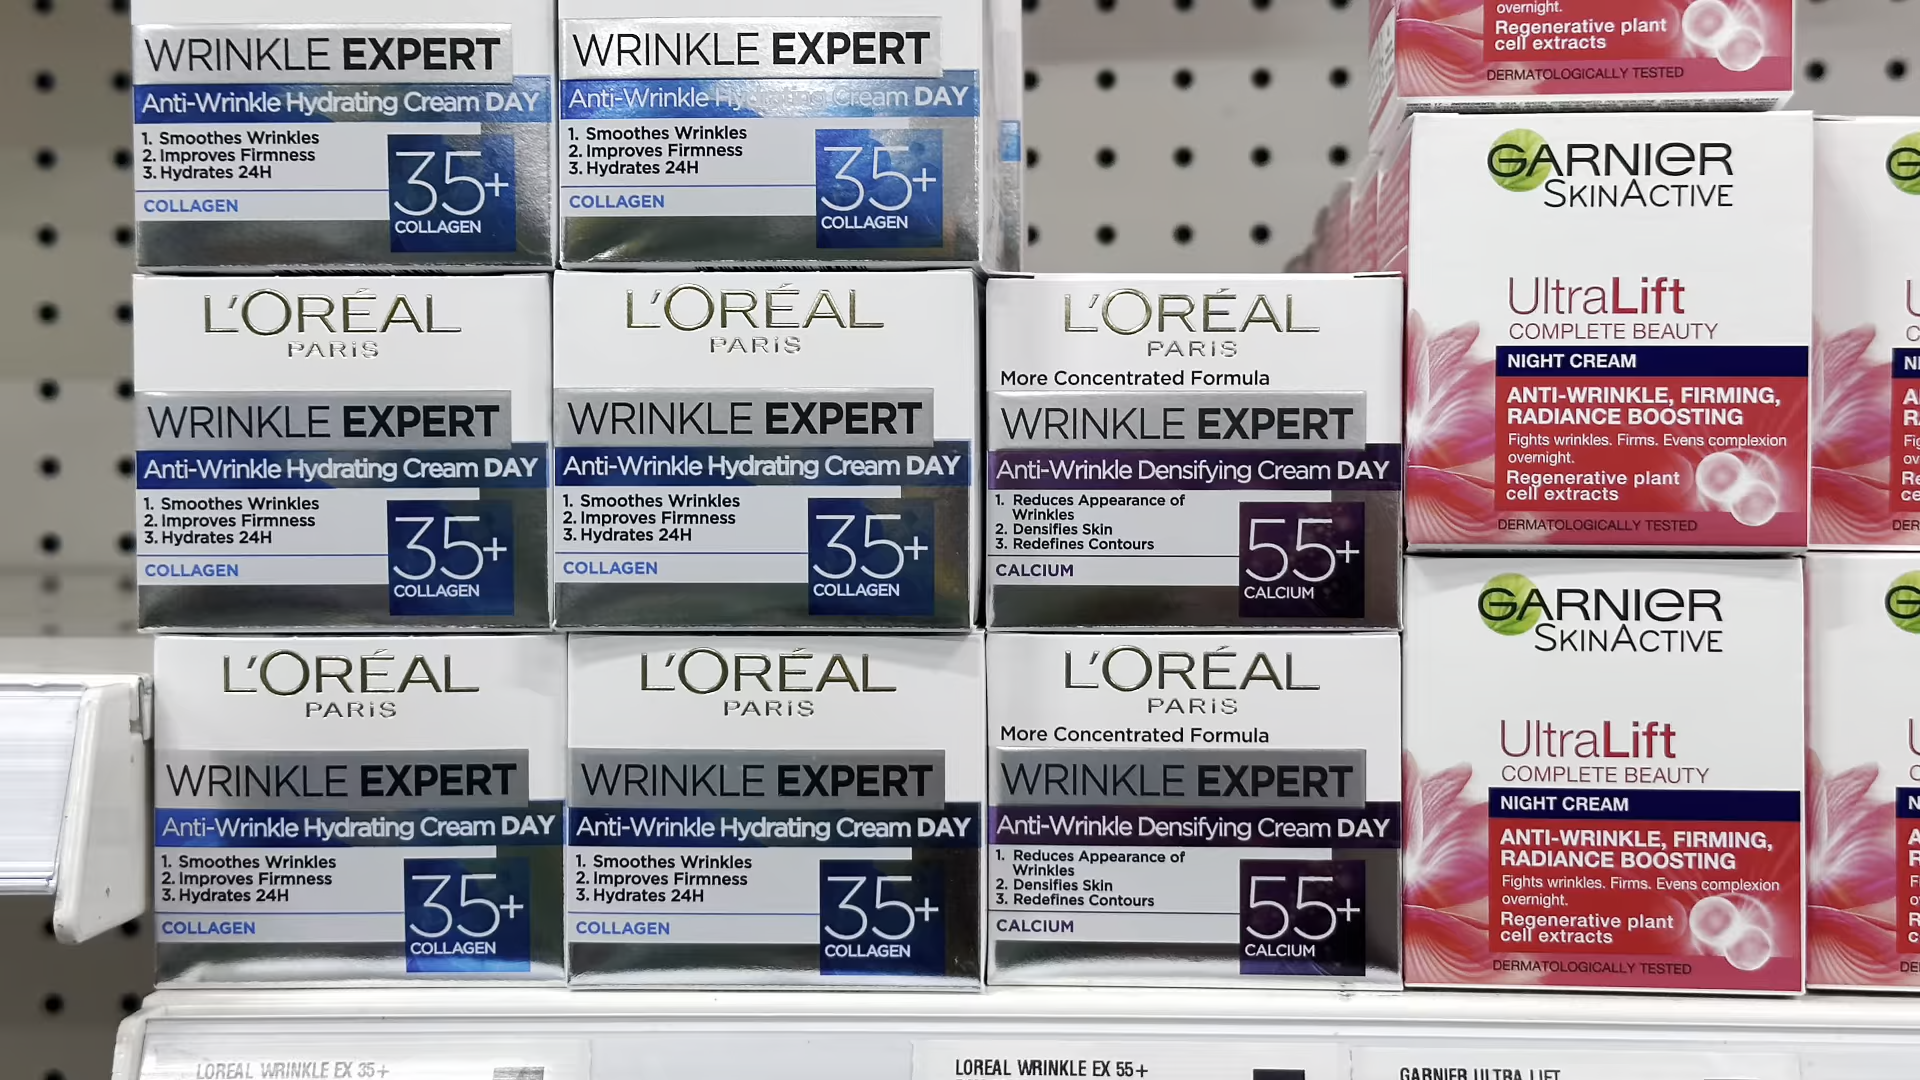 WRINKLE EXPERT
Anti-Wrinkle Hydrating Cream DAY
1. Smoothes Wrinkles
2. Improves Firmness
3. Hydrates 24H
COLLAGEN
35+
COLLAGEN
WRINKLE EXPERT
Anti-Wrinkle Hydrating Cream DAY
1. Smoothes Wrinkles
2. Improves Firmness
3. Hydrates 24H
COLLAGEN
35+
COLLAGEN
overnight.
Regenerative plant
cell extracts
DERMATOLOGICALLY TESTED
L'ORÉAL
PARiS
WRINKLE EXPERT
Anti-Wrinkle Hydrating Cream DAY
1. Smoothes Wrinkles
2. Improves Firmness
3. Hydrates 24H
COLLAGEN
35+
COLLAGEN
L'ORÉAL
PARiS
WRINKLE EXPERT
Anti-Wrinkle Hydrating Cream DAY
1. Smoothes Wrinkles
2. Improves Firmness
3. Hydrates 24H
COLLAGEN
35+
COLLAGEN
L'ORÉAL
PARiS
More Concentrated Formula
WRINKLE EXPERT
Anti-Wrinkle Densifying Cream DAY
1. Reduces Appearance of
Wrinkles
2. Densifies Skin
3. Redefines Contours
CALCIUM
55+
CALCIUM
GARNIER
SKINACTIVE
UltraLift
COMPLETE BEAUTY
NIGHT CREAM
ANTI-WRINKLE, FIRMING,
RADIANCE BOOSTING
Fights wrinkles. Firms. Evens complexion
overnight.
Regenerative plant
cell extracts
DERMATOLOGICALLY TESTED
L'ORÉAL
PARiS
WRINKLE EXPERT
Anti-Wrinkle Hydrating Cream DAY
1. Smoothes Wrinkles
2. Improves Firmness
3. Hydrates 24H
COLLAGEN
35+
COLLAGEN
L'ORÉAL
PARiS
WRINKLE EXPERT
Anti-Wrinkle Hydrating Cream DAY
1. Smoothes Wrinkles
2. Improves Firmness
3. Hydrates 24H
COLLAGEN
35+
COLLAGEN
L'ORÉAL
PARiS
More Concentrated Formula
WRINKLE EXPERT
Anti-Wrinkle Densifying Cream DAY
1. Reduces Appearance of
Wrinkles
2. Densifies Skin
3. Redefines Contours
CALCIUM
55+
CALCIUM
GARNIER
SKINACTIVE
UltraLift
COMPLETE BEAUTY
NIGHT CREAM
ANTI-WRINKLE, FIRMING,
RADIANCE BOOSTING
Fights wrinkles. Firms. Evens complexion
overnight.
Regenerative plant
cell extracts
DERMATOLOGICALLY TESTED
LOREAL WRINKLE EX 35+
LOREAL WRINKLE EX 55+
GARNIER ULTRA LIFT